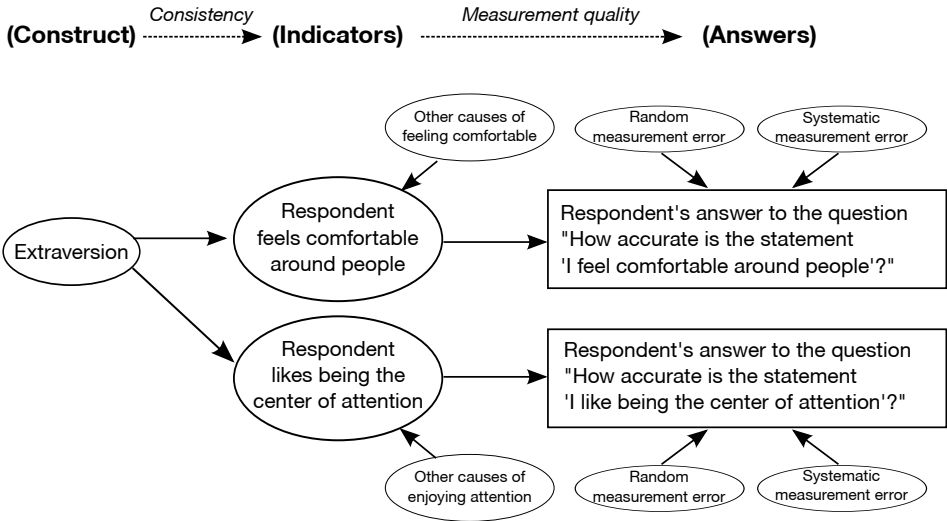 Consistency
Measurement quality
(Construct)
(Indicators)
(Answers)
Other causes of
feeling comfortable
Random
measurement error
Systematic
measurement error
Respondent
feels comfortable
around people
Respondent's answer to the question
"How accurate is the statement
'I feel comfortable around people'?"
Extraversion
Respondent
likes being the
center of attention
Respondent's answer to the question
"How accurate is the statement
'I like being the center of attention'?"
Other causes of
enjoying attention
Random
measurement error
Systematic
measurement error